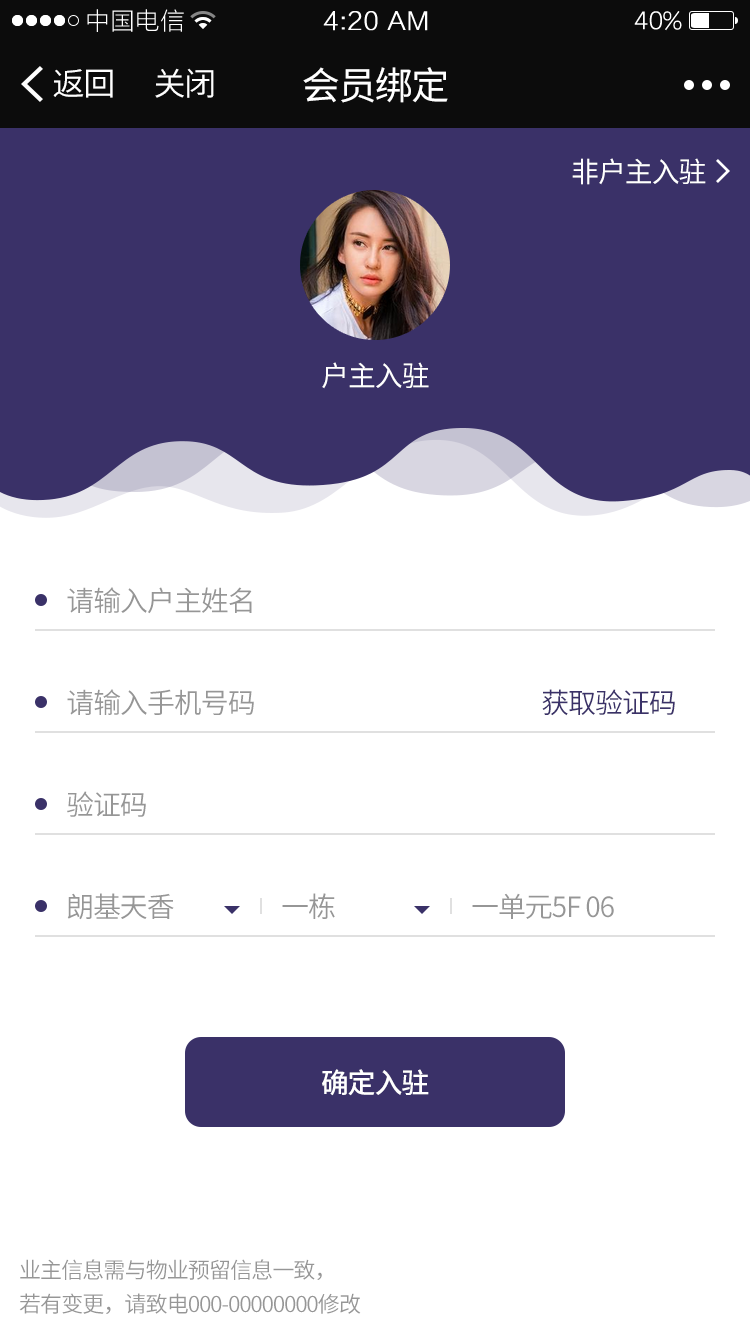 中国电信 4:20 AM 40%
返回 关闭 会员绑定
非户主入驻
户主入驻
请输入户主姓名
请输入手机号码 获取验证码
验证码
朗基天香 一栋 一单元5F 06
确定入驻
业主信息需与物业预留信息一致，
若有变更，请致电000-00000000修改